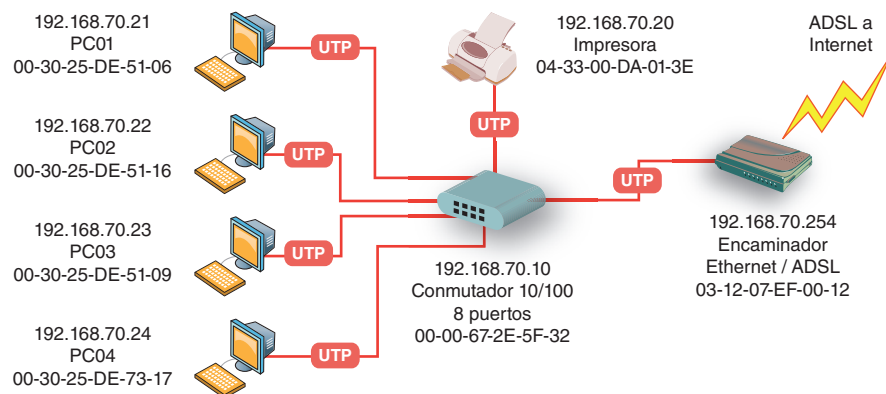 192.168.70.21
PC01
00-30-25-DE-51-06
UTP
192.168.70.20
Impresora
04-33-00-DA-01-3E
ADSL a
Internet
192.168.70.22
PC02
00-30-25-DE-51-16
UTP
UTP
UTP
192.168.70.23
PC03
00-30-25-DE-51-09
UTP
192.168.70.10
Conmutador 10/100
8 puertos
00-00-67-2E-5F-32
192.168.70.254
Encaminador
Ethernet / ADSL
03-12-07-EF-00-12
192.168.70.24
PC04
00-30-25-DE-73-17
UTP